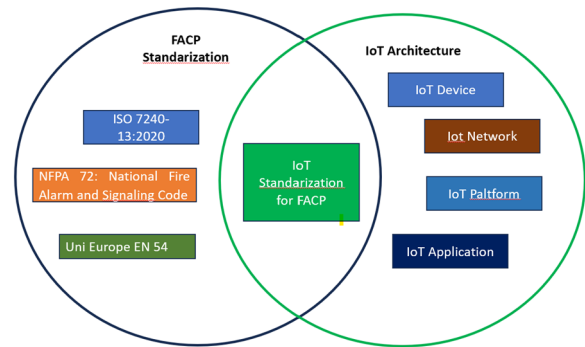 FACP
Standarization
IoT Architecture
ISO 7240-
13:2020
NFPA 72: National Fire
Alarm and Signaling Code
Uni Europe EN 54
IoT
Standarization
for FACP
IoT Device
Iot Network
IoT Paltform
IoT Application